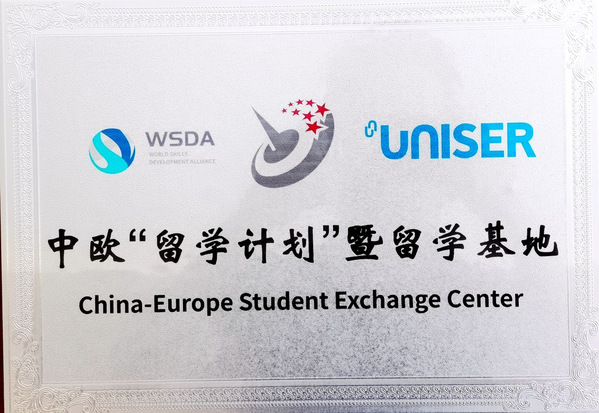 WSDA
WORLD SKILLS
DEVELOPMENT ALLIANCE
UNISER
中欧“留学计划”暨留学基地
China-Europe Student Exchange Center